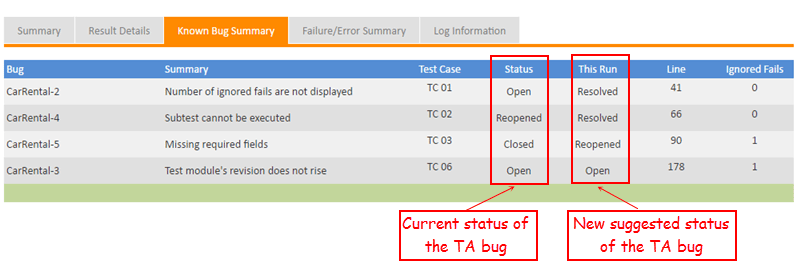 Summary Result Details Known Bug Summary Failure/Error Summary Log Information
Bug Summary Test Case Status This Run Line Ignored Fails
CarRental-2 Number of ignored fails are not displayed TC 01 Open Resolved 41 0
CarRental-4 Subtest cannot be executed TC 02 Reopened Resolved 66 0
CarRental-5 Missing required fields TC 03 Closed Reopened 90 1
CarRental-3 Test module's revision does not rise TC 06 Open Open 178 1
Current status of
the TA bug
New suggested status
of the TA bug